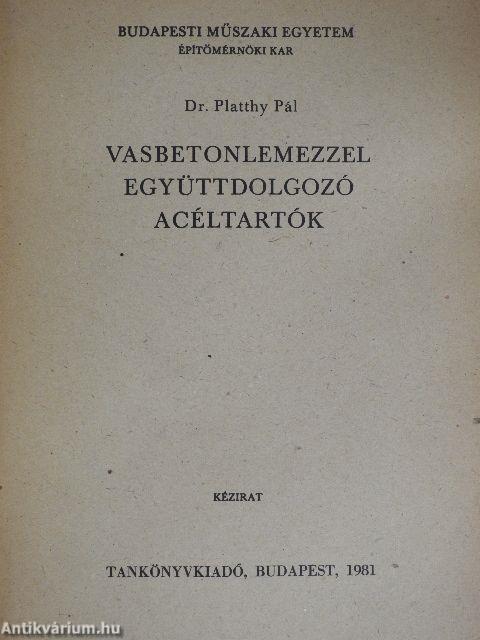 BUDAPESTI MŰSZAKI EGYETEM
ÉPÍTŐMÉRNÖKI KAR
Dr. Platthy Pál
VASBETONLEMEZZEL
EGYÜTTDOLGOZÓ
ACÉLTARTÓK
KÉZIRAT
TANKÖNYVKIADÓ, BUDAPEST, 1981
Antikvárium.hu